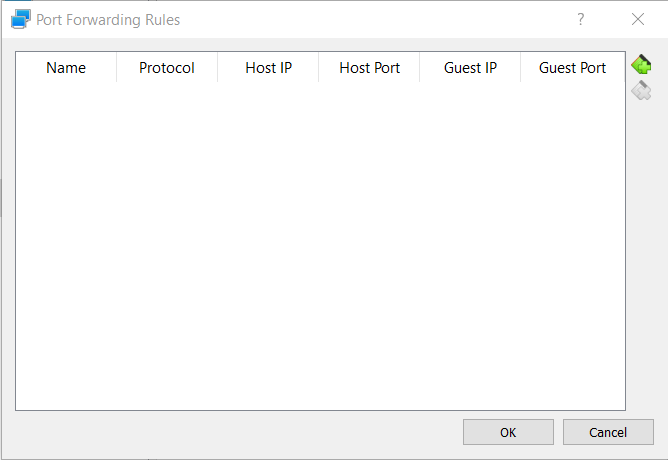 Port Forwarding Rules ?
Name Protocol Host IP Host Port Guest IP Guest Port
OK Cancel